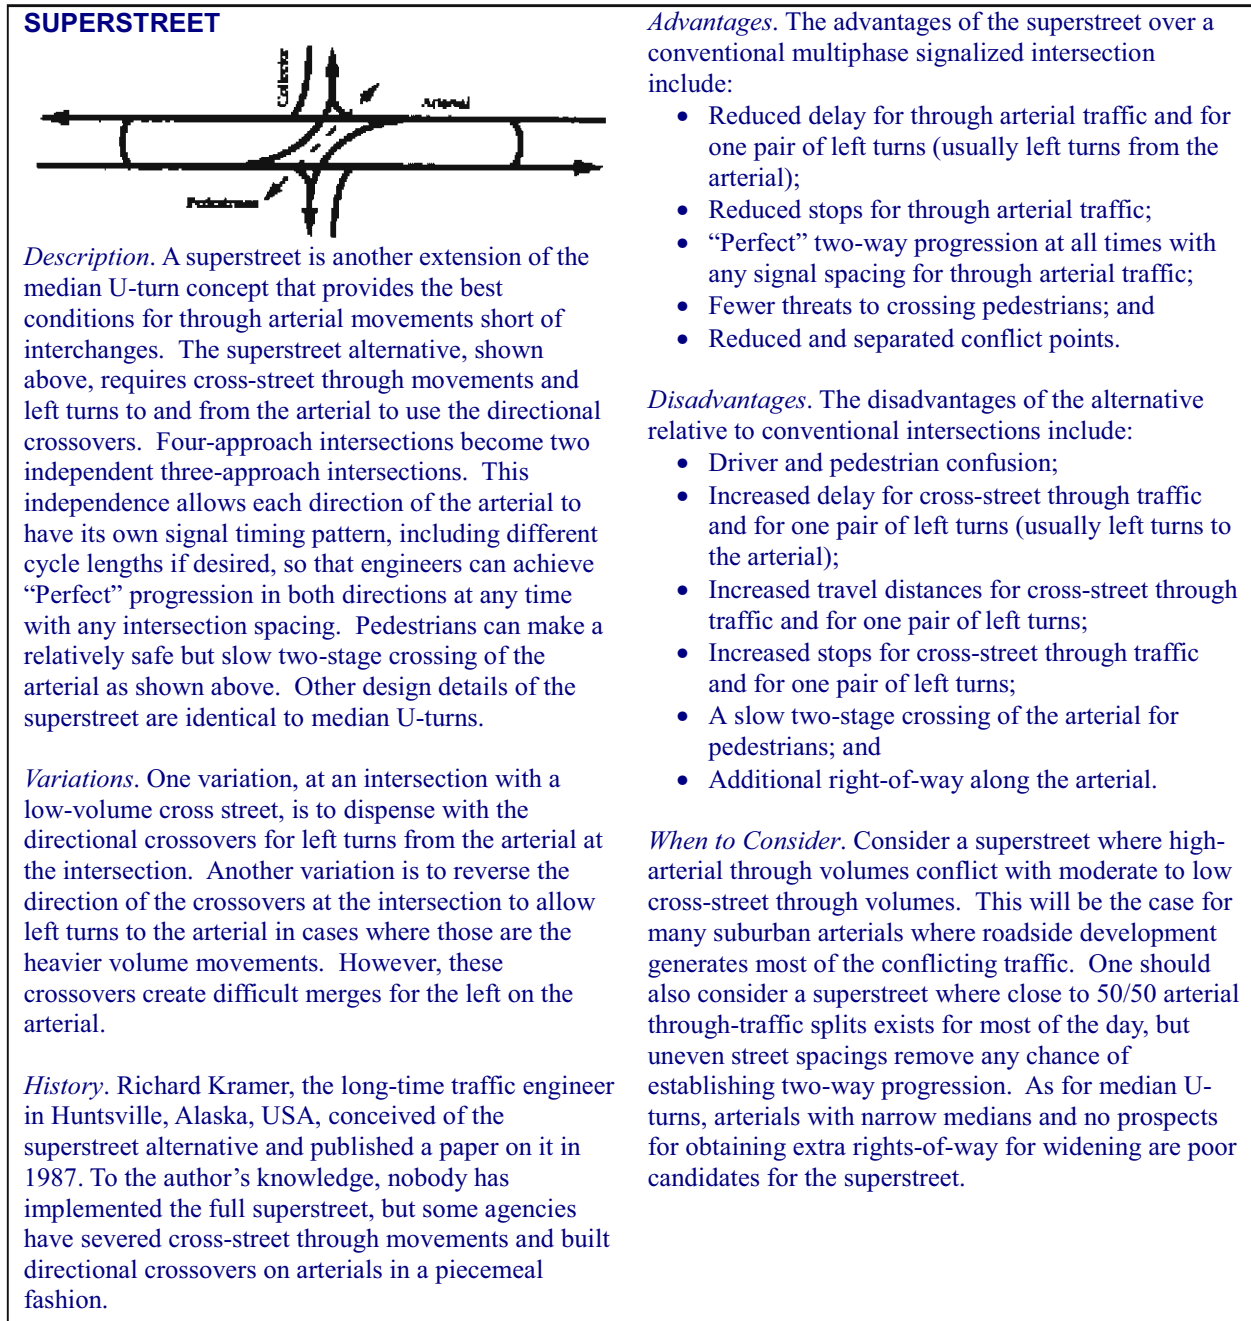 SUPERSTREET
Collector
Arterial
Pedestrians
Description. A superstreet is another extension of the
median U-turn concept that provides the best
conditions for through arterial movements short of
interchanges.  The superstreet alternative, shown
above, requires cross-street through movements and
left turns to and from the arterial to use the directional
crossovers.  Four-approach intersections become two
independent three-approach intersections.  This
independence allows each direction of the arterial to
have its own signal timing pattern, including different
cycle lengths if desired, so that engineers can achieve
“Perfect” progression in both directions at any time
with any intersection spacing.  Pedestrians can make a
relatively safe but slow two-stage crossing of the
arterial as shown above.  Other design details of the
superstreet are identical to median U-turns.
Variations. One variation, at an intersection with a
low-volume cross street, is to dispense with the
directional crossovers for left turns from the arterial at
the intersection.  Another variation is to reverse the
direction of the crossovers at the intersection to allow
left turns to the arterial in cases where those are the
heavier volume movements.  However, these
crossovers create difficult merges for the left on the
arterial.
History. Richard Kramer, the long-time traffic engineer
in Huntsville, Alaska, USA, conceived of the
superstreet alternative and published a paper on it in
1987. To the author’s knowledge, nobody has
implemented the full superstreet, but some agencies
have severed cross-street through movements and built
directional crossovers on arterials in a piecemeal
fashion.
Advantages. The advantages of the superstreet over a
conventional multiphase signalized intersection
include:
• Reduced delay for through arterial traffic and for
one pair of left turns (usually left turns from the
arterial);
• Reduced stops for through arterial traffic;
• “Perfect” two-way progression at all times with
any signal spacing for through arterial traffic;
• Fewer threats to crossing pedestrians; and
• Reduced and separated conflict points.
Disadvantages. The disadvantages of the alternative
relative to conventional intersections include:
• Driver and pedestrian confusion;
• Increased delay for cross-street through traffic
and for one pair of left turns (usually left turns to
the arterial);
• Increased travel distances for cross-street through
traffic and for one pair of left turns;
• Increased stops for cross-street through traffic
and for one pair of left turns;
• A slow two-stage crossing of the arterial for
pedestrians; and
• Additional right-of-way along the arterial.
When to Consider. Consider a superstreet where high-
arterial through volumes conflict with moderate to low
cross-street through volumes.  This will be the case for
many suburban arterials where roadside development
generates most of the conflicting traffic.  One should
also consider a superstreet where close to 50/50 arterial
through-traffic splits exists for most of the day, but
uneven street spacings remove any chance of
establishing two-way progression.  As for median U-
turns, arterials with narrow medians and no prospects
for obtaining extra rights-of-way for widening are poor
candidates for the superstreet.